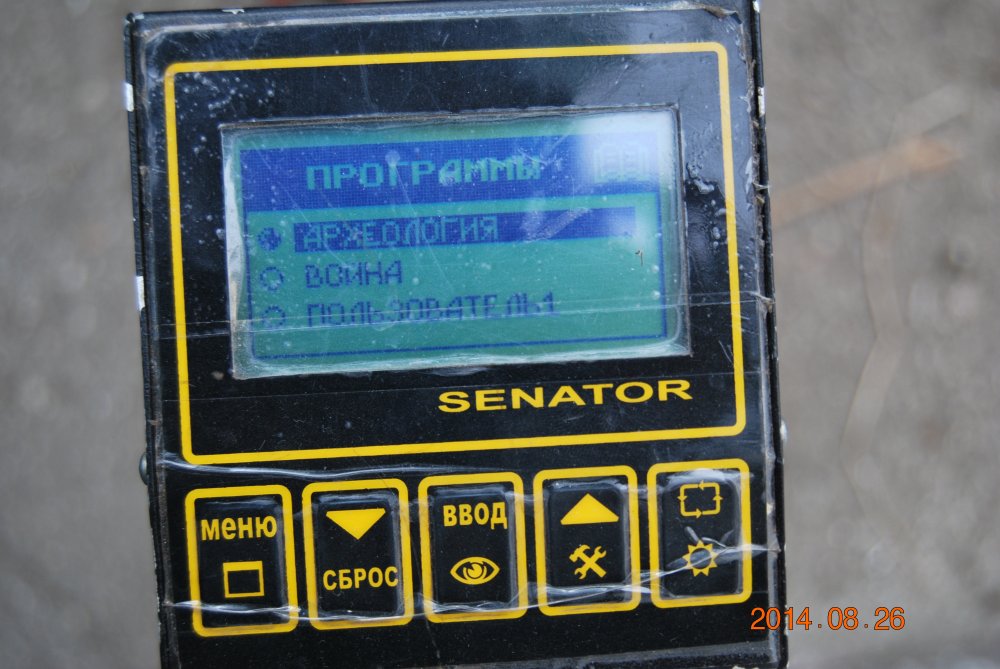 ПРОГРАММЫ
АРХЕОЛОГИЯ
ВОЙНА
ПОЛЬЗОВАТЕЛЬ1
SENATOR
меню
СБРОС
ВВОД
2014.08.26